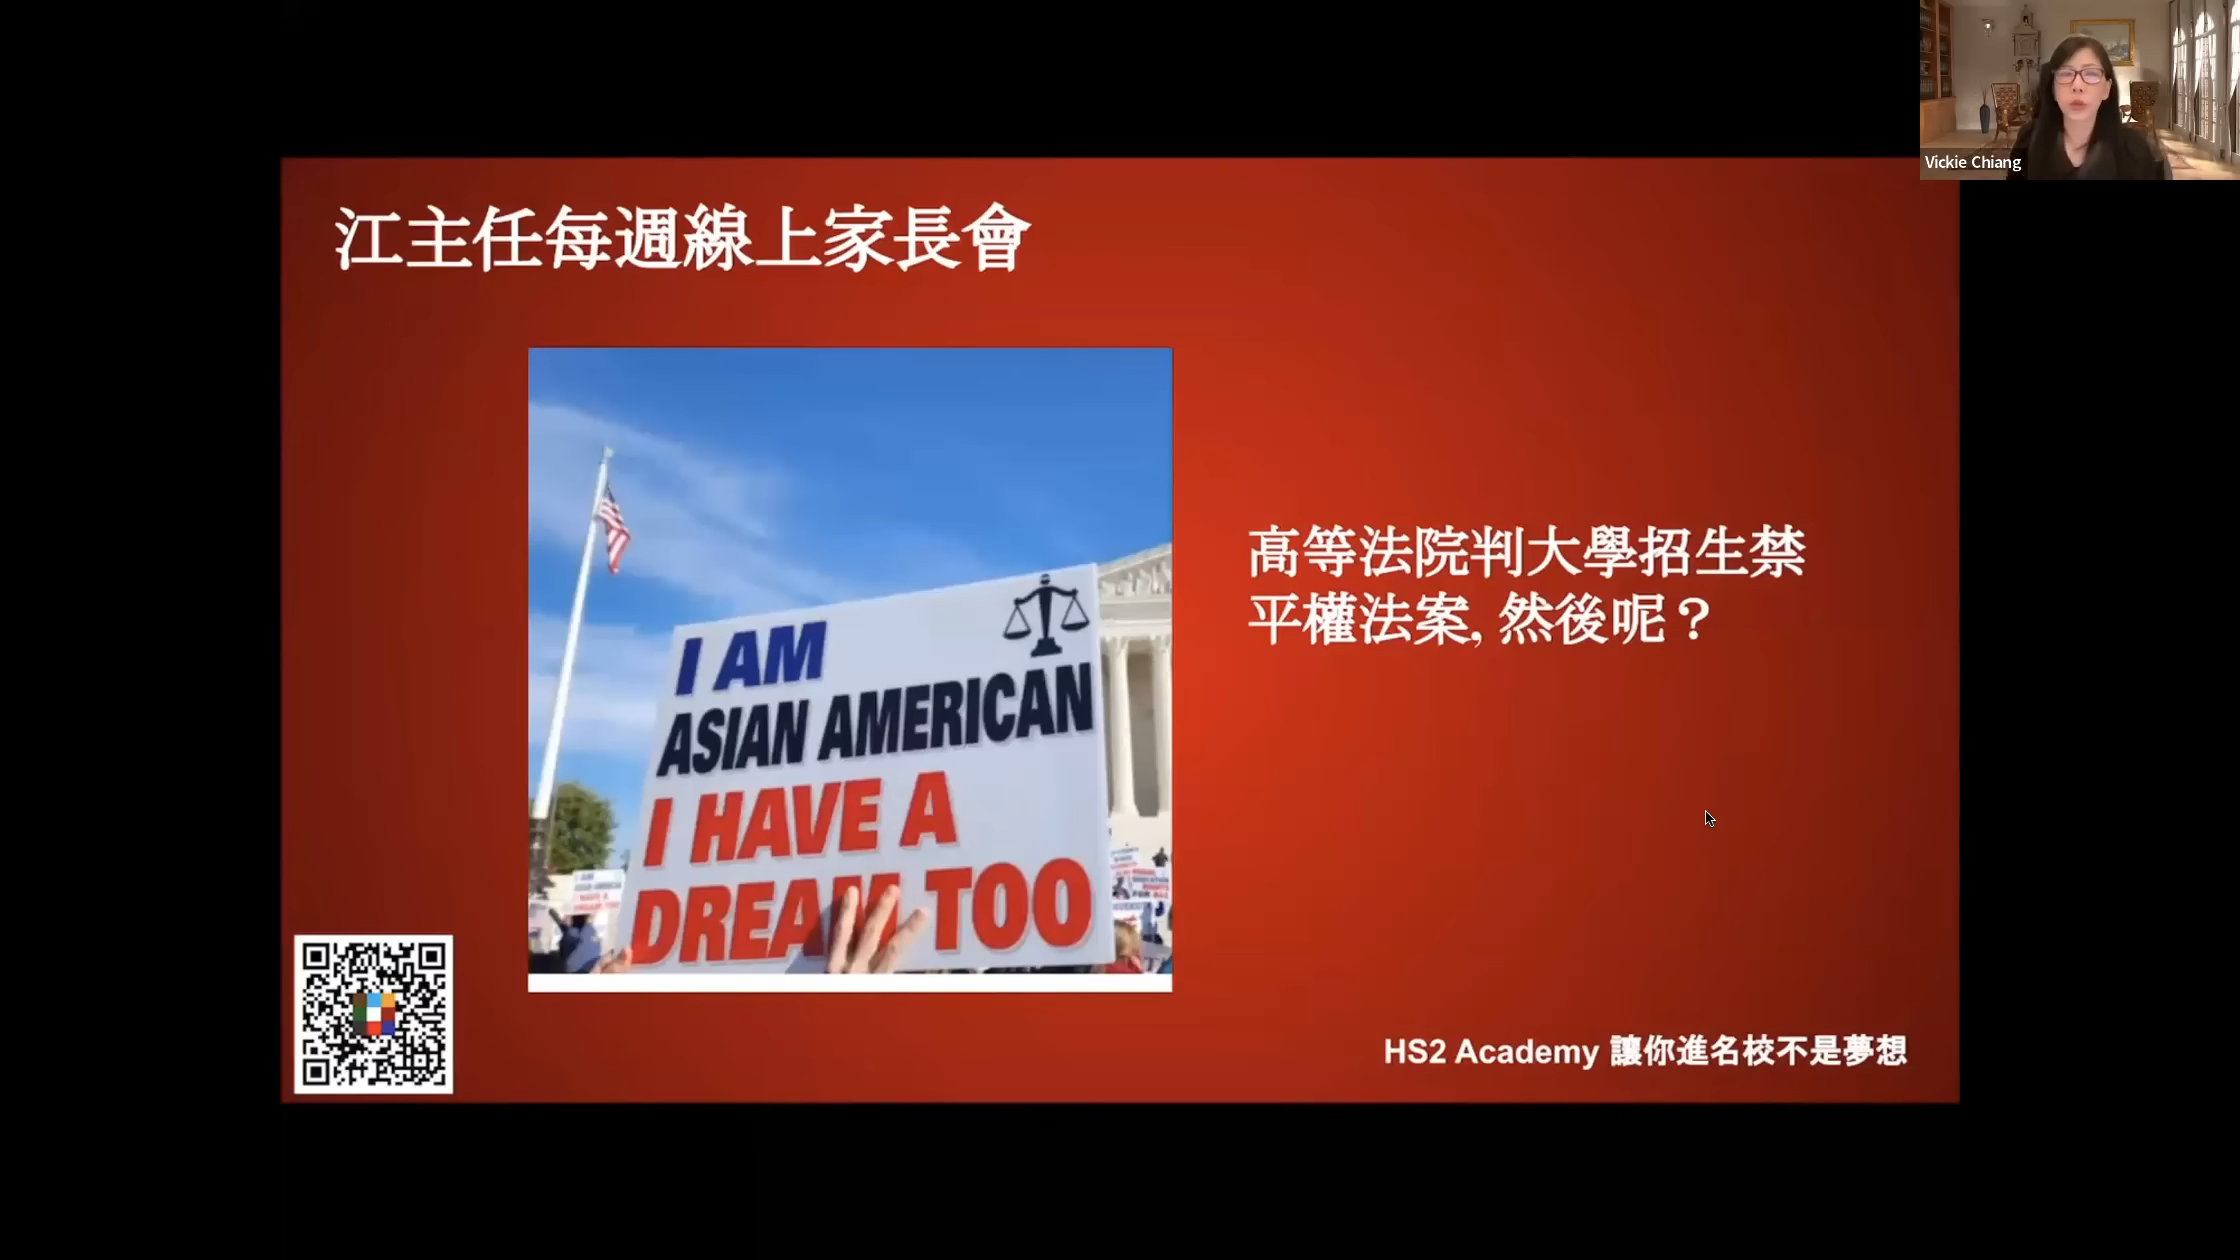 Vickie Chiang
江主任每週線上家長會
高等法院判大學招生禁
平權法案, 然後呢？
I AM
ASIAN AMERICAN
I HAVE A
DREAM TOO
HS2 Academy 讓你進名校不是夢想